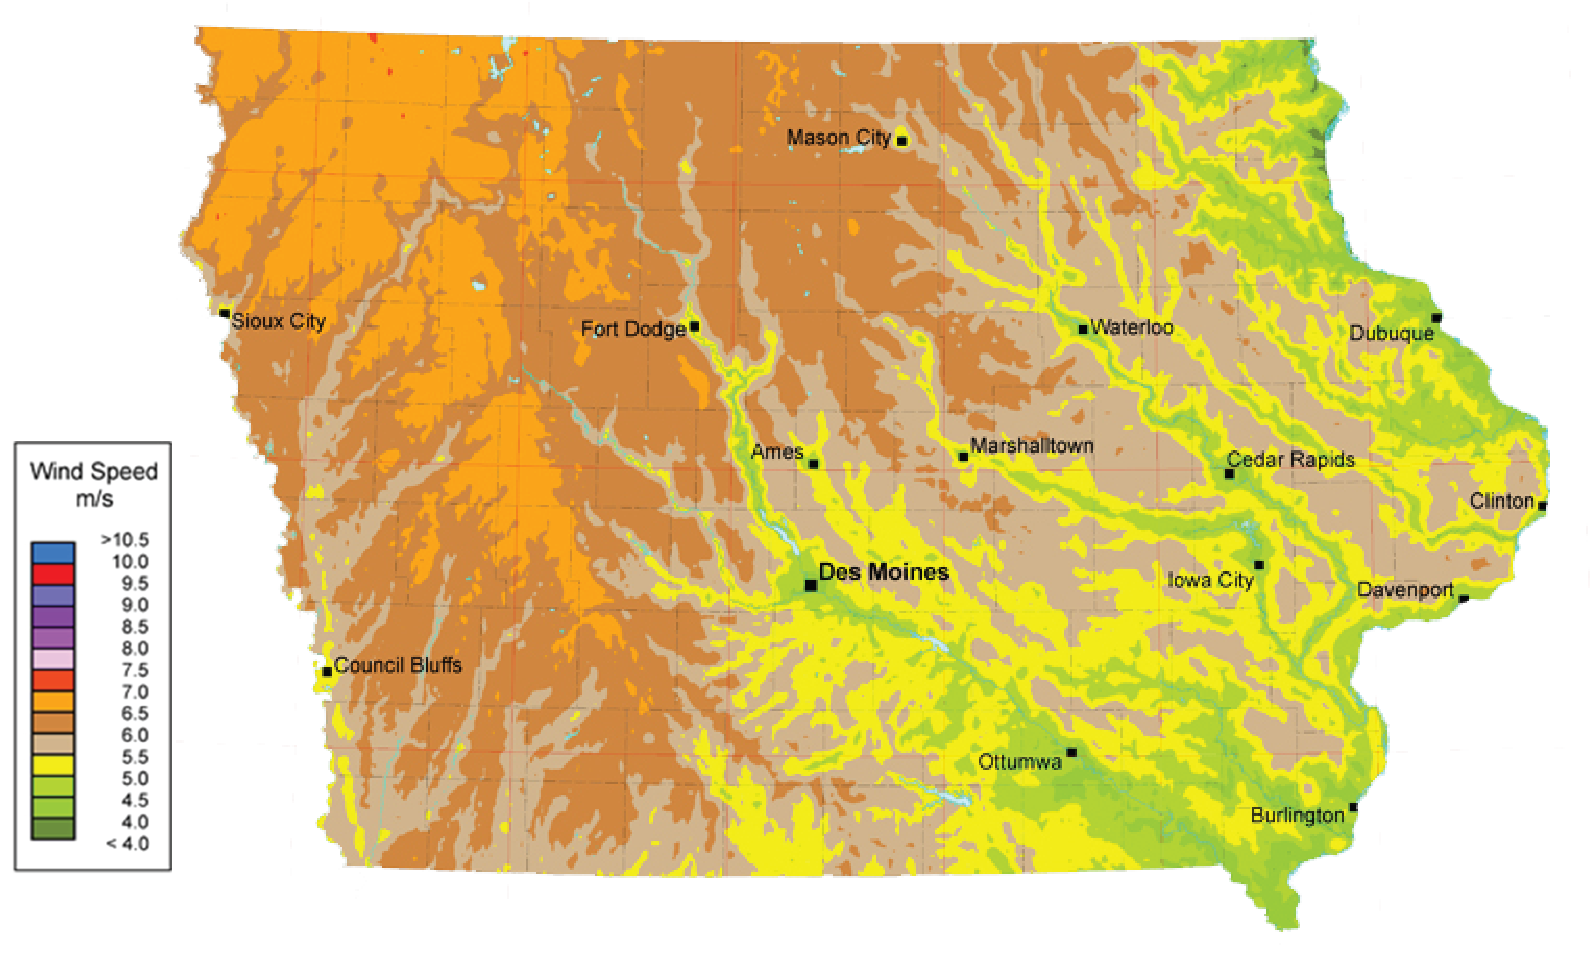 Mason City
Sioux City
Fort Dodge
Waterloo
Dubuque
Ames
Marshalltown
Cedar Rapids
Clinton
Des Moines
Iowa City
Davenport
Council Bluffs
Ottumwa
Burlington
Wind Speed
m/s
>10.5
10.0
9.5
9.0
8.5
8.0
7.5
7.0
6.5
6.0
5.5
5.0
4.5
4.0
< 4.0